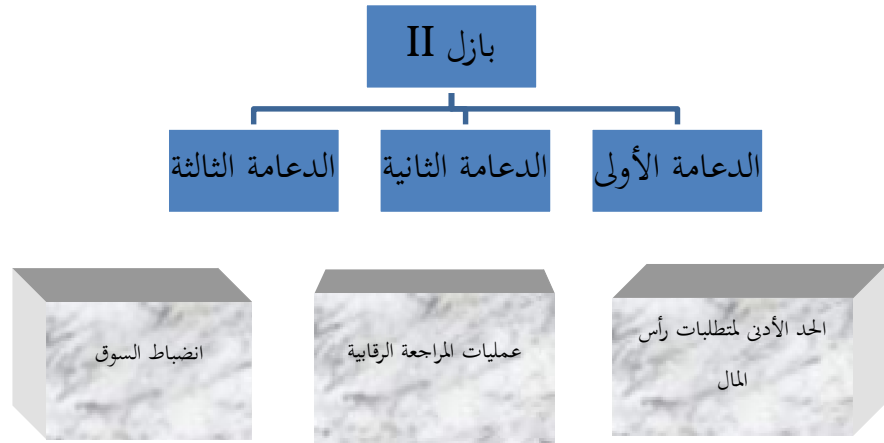 بازل II
الدعامة الأولى
الدعامة الثانية
الدعامة الثالثة
الحد الأدنى لمتطلبات رأس
المال
عمليات المراجعة الرقابية
انضباط السوق